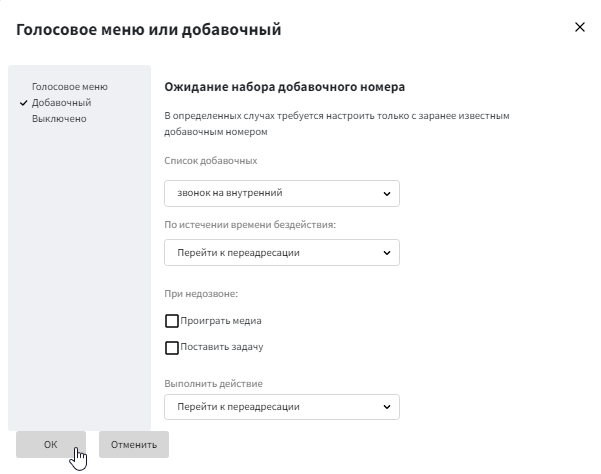 Голосовое меню или добавочный
Голосовое меню
Добавочный
Выключено
Ожидание набора добавочного номера
В определенных случах требуется настроить только с заранее известным
добавочным номером
Список добавочных
звонок на внутренний
По истечении времени бездействия:
Перейти к переадресации
При недозвоне:
Проиграть медиа
Поставить задачу
Выполнить действие
Перейти к переадресации
ОК
Отменить